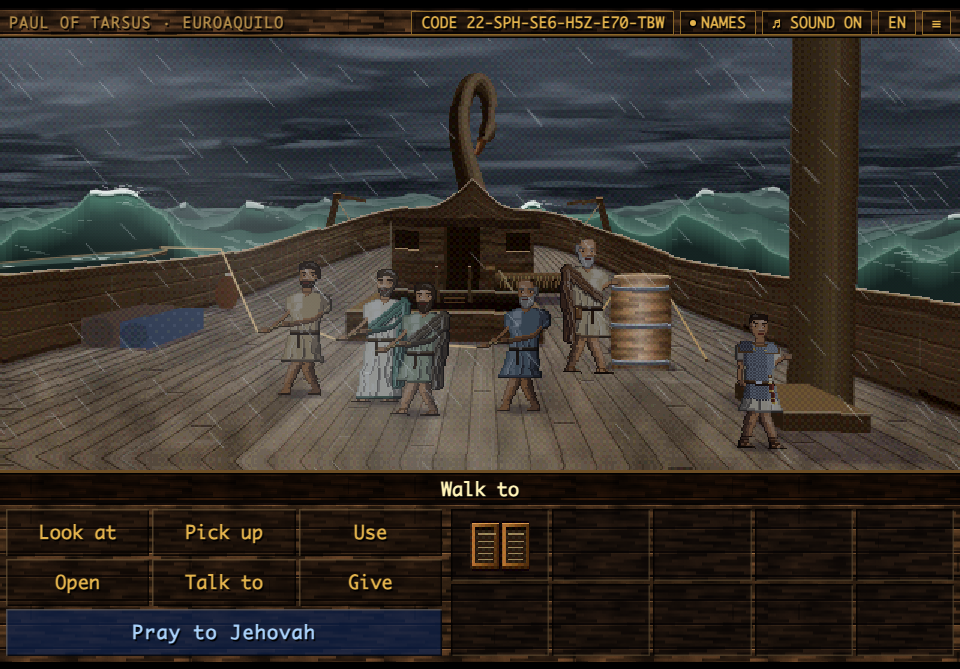 PAUL OF TARSUS · EUROAQUILO
CODE 22-SPH-SE6-H5Z-E70-TBW
• NAMES
♬ SOUND ON
EN
≡
Walk to
Look at
Pick up
Use
Open
Talk to
Give
Pray to Jehovah